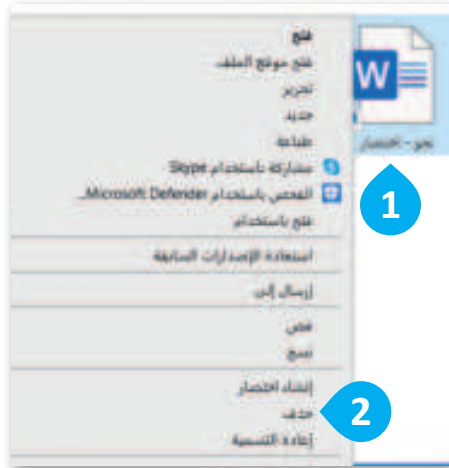 فتح
فتح موقع الملف
تحرير
جديد
طباعة
مشاركة باستخدام Skype
الفحص باستخدام Microsoft Defender...
فتح باستخدام
استعادة الإصدارات السابقة
إرسال إلى
قص
نسخ
إنشاء اختصار
حذف
إعادة التسمية
W
نحو - اختصار
1
2